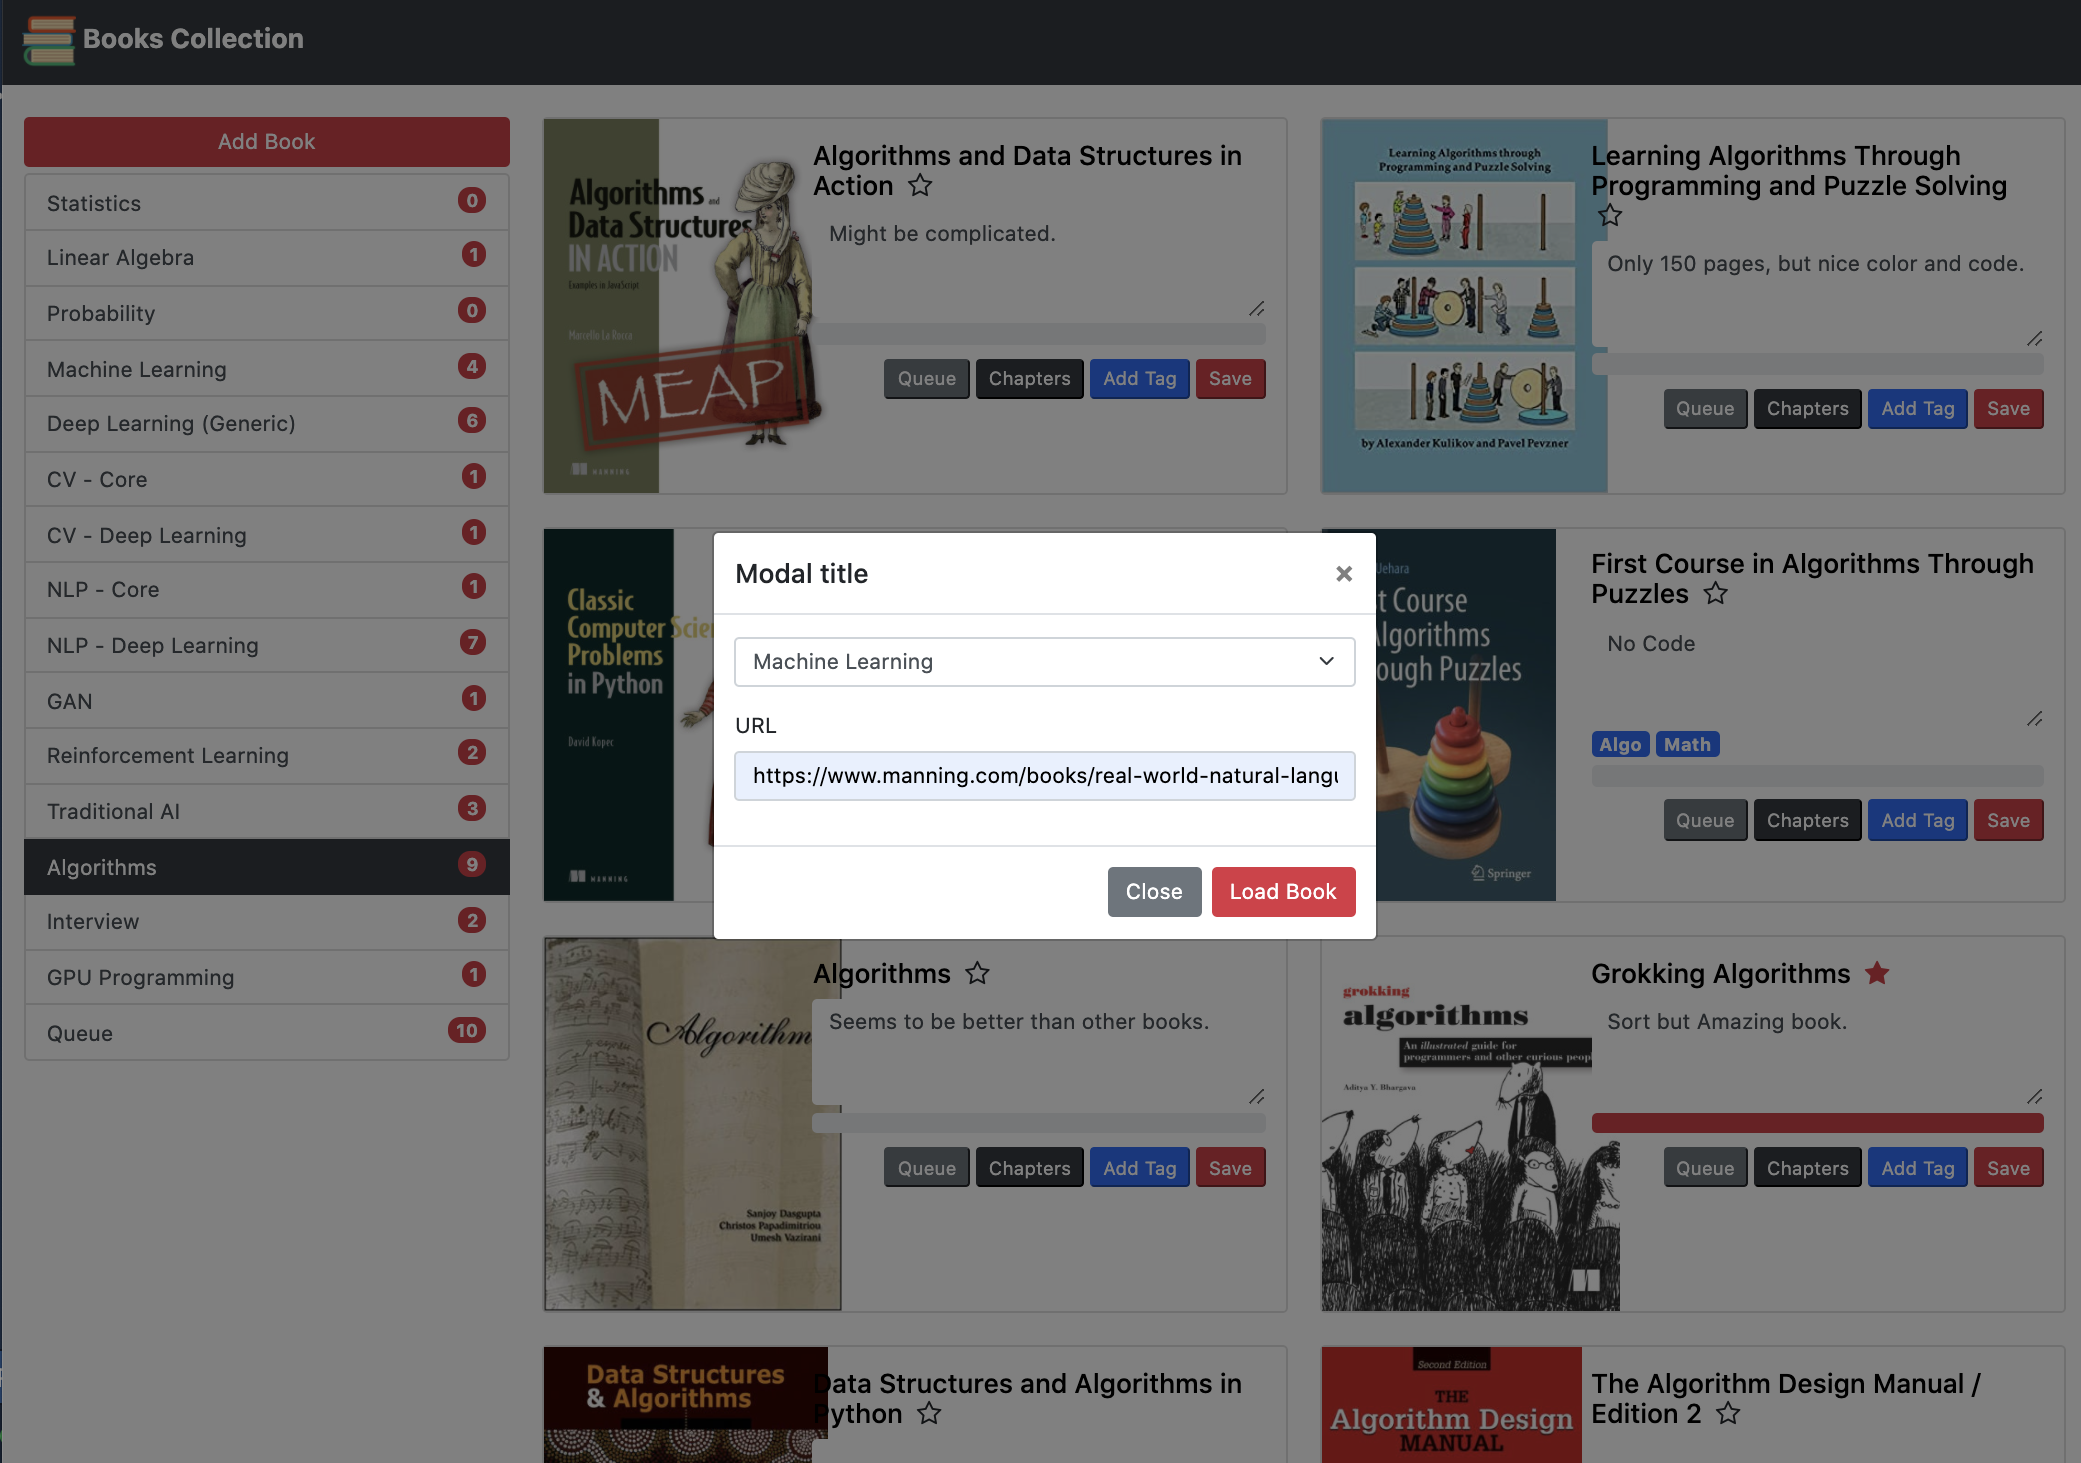 Books Collection
Add Book
Statistics 0
Linear Algebra 1
Probability 0
Machine Learning 4
Deep Learning (Generic) 6
CV - Core 1
CV - Deep Learning 1
NLP - Core 1
NLP - Deep Learning 7
GAN 1
Reinforcement Learning 2
Traditional AI 3
Algorithms 9
Interview 2
GPU Programming 1
Queue 10
Algorithms and
Data Structures
IN ACTION
Examples in JavaScript
Marcello La Rocca
MEAP
MANNING
Algorithms and Data Structures in
Action
Might be complicated.
Queue Chapters Add Tag Save
Learning Algorithms through
Programming and Puzzle Solving
by Alexander Kulikov and Pavel Pevzner
Learning Algorithms Through
Programming and Puzzle Solving
Only 150 pages, but nice color and code.
Queue Chapters Add Tag Save
Classic
Computer Scien
Problems
in Python
David Kopec
MANNING
Modal title
×
Machine Learning
URL
https://www.manning.com/books/real-world-natural-langu
Close Load Book
Uehara
t Course
lgorithms
ough Puzzles
Springer
First Course in Algorithms Through
Puzzles
No Code
Algo Math
Queue Chapters Add Tag Save
Algorithm
Sanjoy Dasgupta
Christos Papadimitriou
Umesh Vazirani
Algorithms
Seems to be better than other books.
Queue Chapters Add Tag Save
grokking
algorithms
An illustrated guide for
programmers and other curious peopl
Aditya Y. Bhargava
Grokking Algorithms
Sort but Amazing book.
Queue Chapters Add Tag Save
Data Structures
& Algorithms
Data Structures and Algorithms in
Python
Second Edition
THE
Algorithm Design
MANUAL
The Algorithm Design Manual /
Edition 2